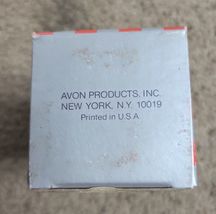 AVON PRODUCTS, INC.
NEW YORK, N.Y. 10019
Printed in U.S.A.